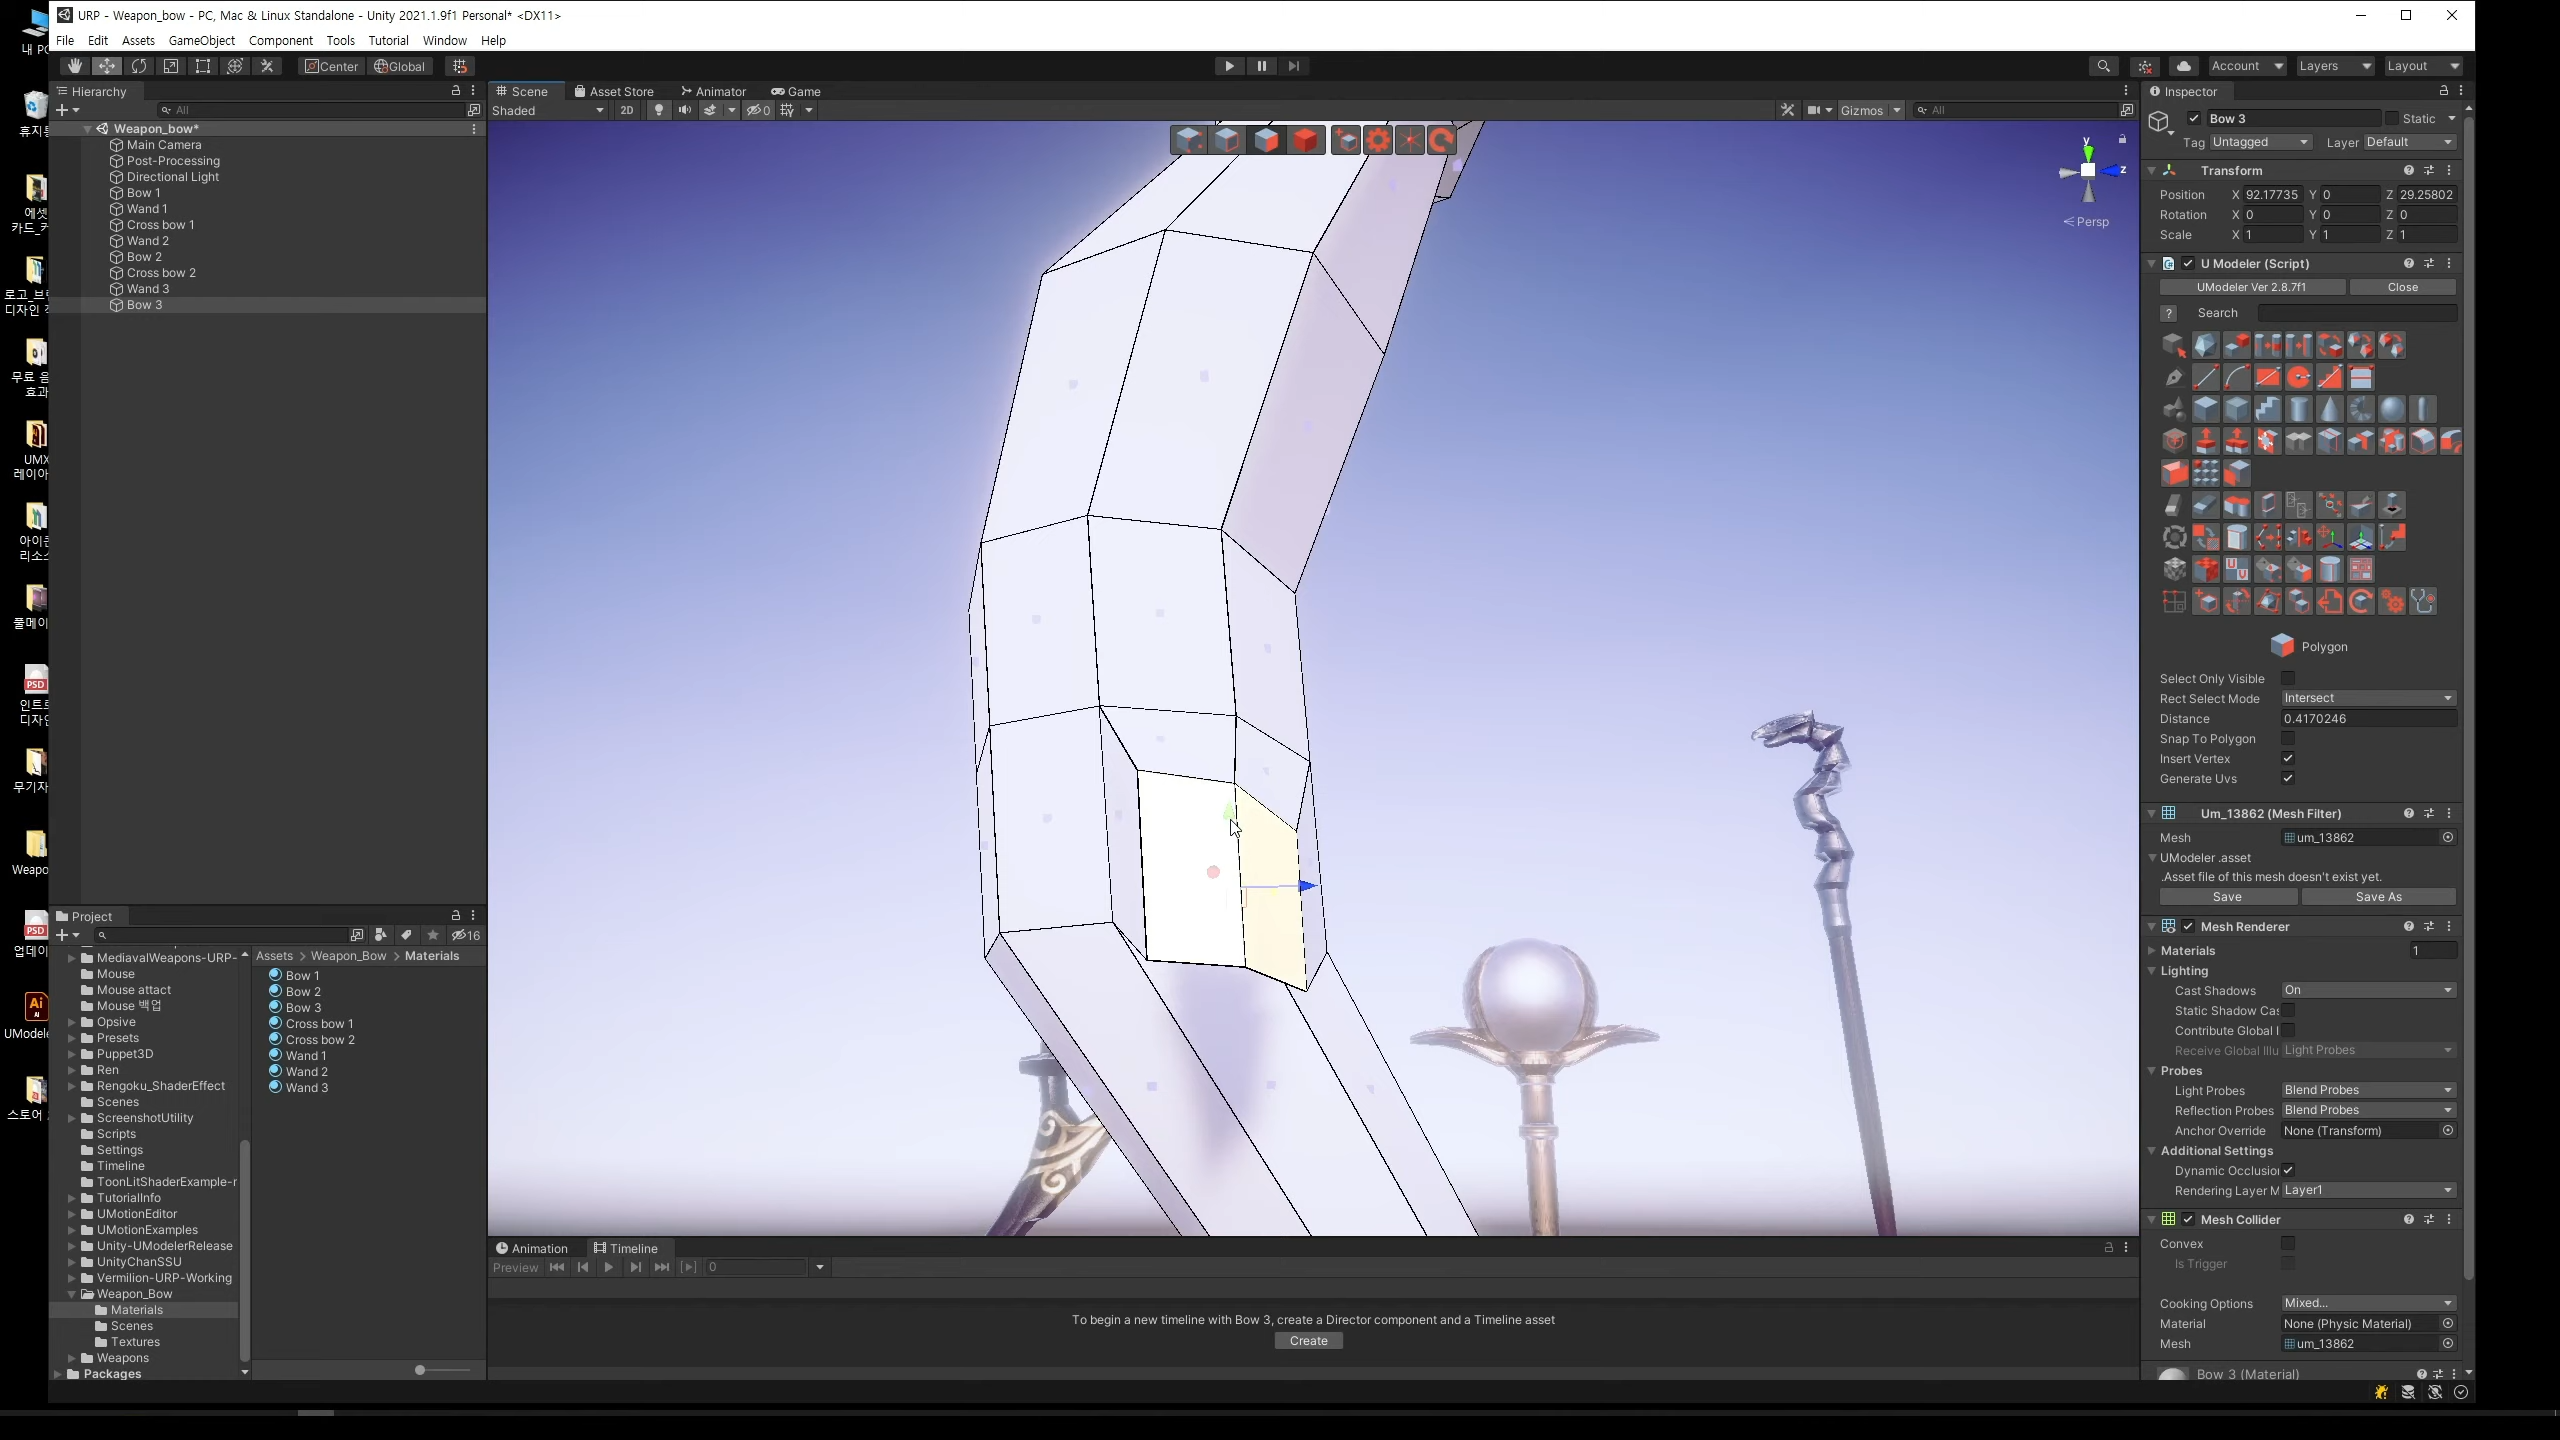 URP - Weapon_bow - PC, Mac & Linux Standalone - Unity 2021.1.9f1 Personal* <DX11>
File Edit Assets GameObject Component Tools Tutorial Window Help
Center Global
Account Layers Layout
Hierarchy
All
Weapon_bow*
Main Camera
Post-Processing
Directional Light
Bow 1
Wand 1
Cross bow 1
Wand 2
Bow 2
Cross bow 2
Wand 3
Bow 3
Scene Asset Store Animator Game
Shaded 2D 0 Gizmos All
y
z
Persp
Inspector
Bow 3 Static
Tag Untagged Layer Default
Transform
Position X 92.17735 Y 0 Z 29.25802
Rotation X 0 Y 0 Z 0
Scale X 1 Y 1 Z 1
U Modeler (Script)
UModeler Ver 2.8.7f1 Close
? Search
Polygon
Select Only Visible
Rect Select Mode Intersect
Distance 0.4170246
Snap To Polygon
Insert Vertex
Generate Uvs
Um_13862 (Mesh Filter)
Mesh um_13862
UModeler .asset
.Asset file of this mesh doesn't exist yet.
Save Save As
Mesh Renderer
Materials 1
Lighting
Cast Shadows On
Static Shadow Cas
Contribute Global I
Receive Global Illu Light Probes
Probes
Light Probes Blend Probes
Reflection Probes Blend Probes
Anchor Override None (Transform)
Additional Settings
Dynamic Occlusion
Rendering Layer M Layer1
Mesh Collider
Convex
Is Trigger
Cooking Options Mixed...
Material None (Physic Material)
Mesh um_13862
Bow 3 (Material)
Project
16
MediavalWeapons-URP-
Mouse
Mouse attact
Mouse 백업
Opsive
Presets
Puppet3D
Ren
Rengoku_ShaderEffect
Scenes
ScreenshotUtility
Scripts
Settings
Timeline
ToonLitShaderExample-r
TutorialInfo
UMotionEditor
UMotionExamples
Unity-UModelerRelease
UnityChanSSU
Vermilion-URP-Working
Weapon_Bow
Materials
Scenes
Textures
Weapons
Packages
Assets > Weapon_Bow > Materials
Bow 1
Bow 2
Bow 3
Cross bow 1
Cross bow 2
Wand 1
Wand 2
Wand 3
Animation Timeline
Preview 0
To begin a new timeline with Bow 3, create a Director component and a Timeline asset
Create
내 PC
휴지통
에셋
카드_커
로고_브
디자인
무료 음
효과
UMX
레이아
아이콘
리소스
풀메이
PSD
인트로
디자인
무기자
Weapo
PSD
업데이
Ai
UModele
스토어